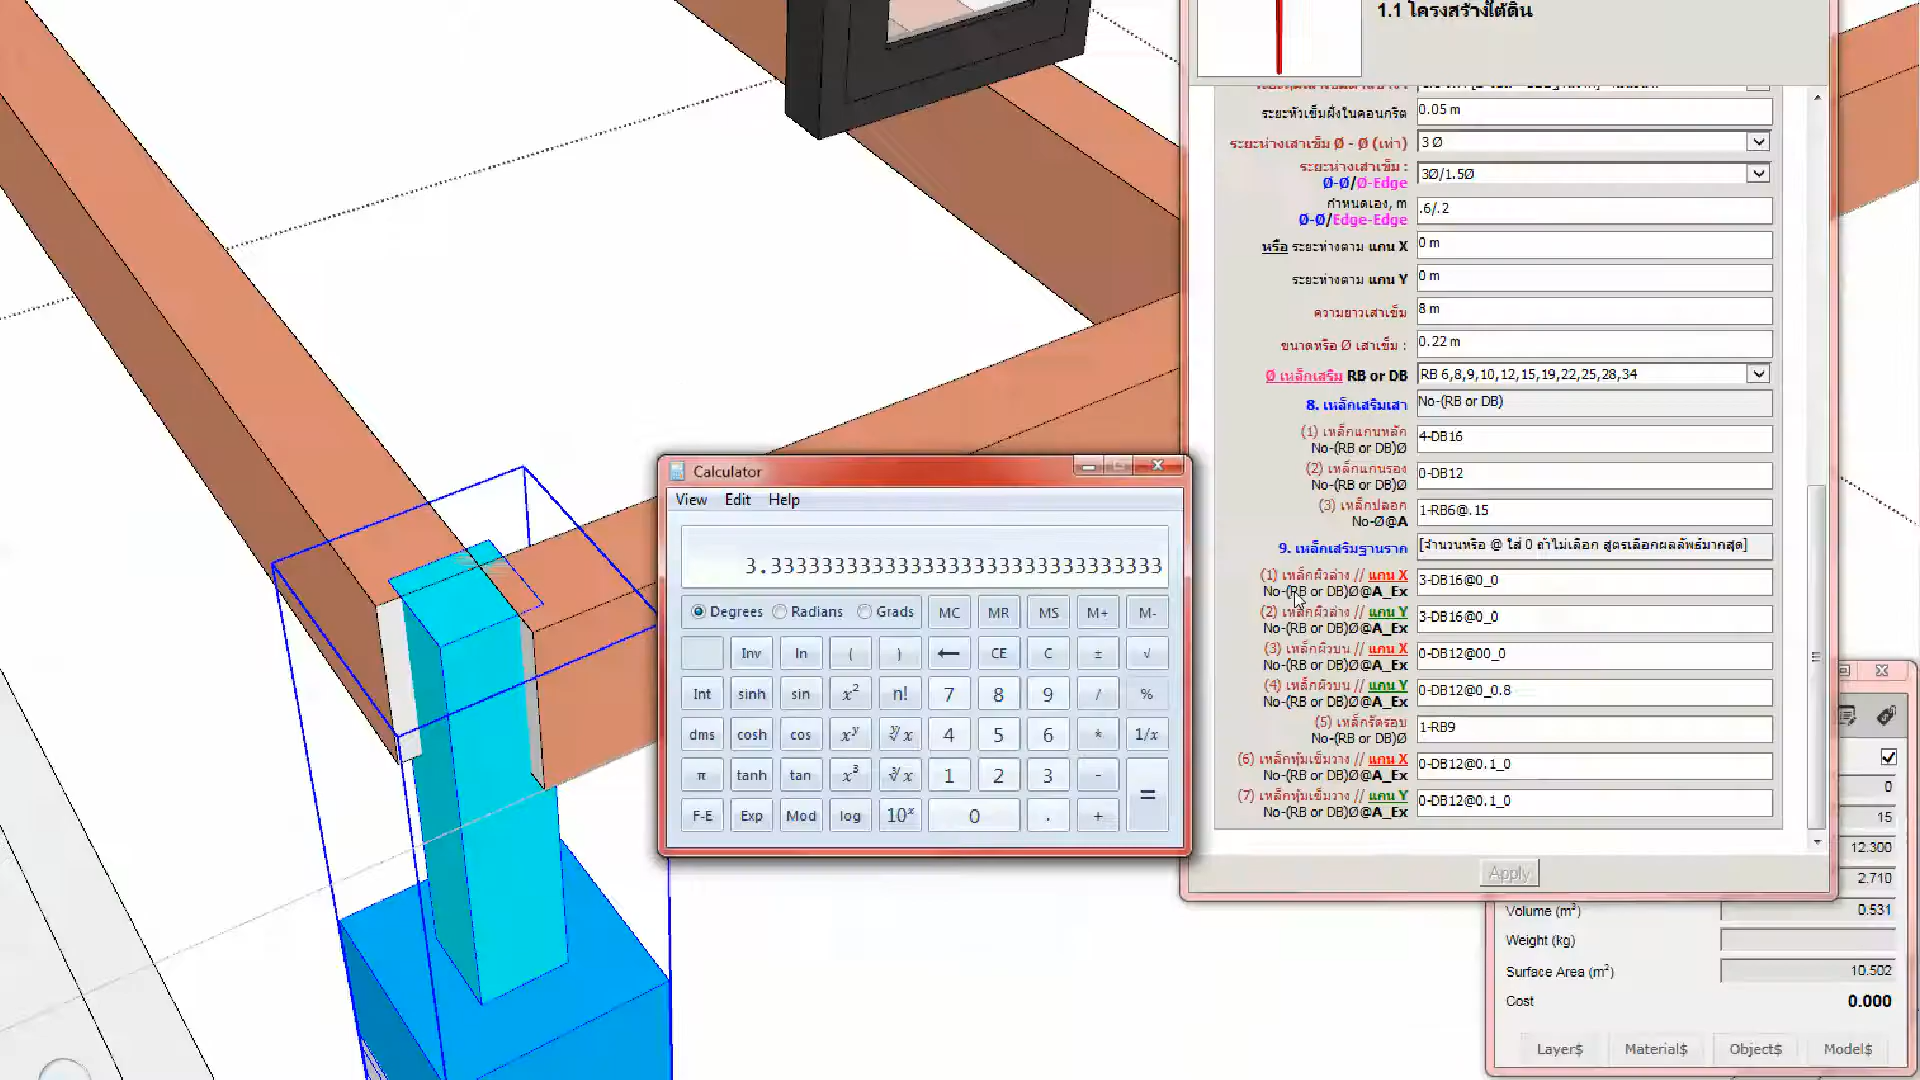 1.1 โครงสร้างใต้ดิน
ระยะหัวเข็มฝังในคอนกรีต 0.05 m
ระยะห่างเสาเข็ม Ø - Ø (เท่า) 3 Ø
ระยะห่างเสาเข็ม :
Ø-Ø/Ø-Edge 3Ø/1.5Ø
กำหนดเอง, m
Ø-Ø/Edge-Edge .6/.2
หรือ ระยะห่างตาม แกน X 0 m
ระยะห่างตาม แกน Y 0 m
ความยาวเสาเข็ม 8 m
ขนาดหรือ Ø เสาเข็ม : 0.22 m
Ø เหล็กเสริม RB or DB RB 6,8,9,10,12,15,19,22,25,28,34
8. เหล็กเสริมเสา No-(RB or DB)
(1) เหล็กแกนหลัก
No-(RB or DB)Ø 4-DB16
(2) เหล็กแกนรอง
No-(RB or DB)Ø 0-DB12
(3) เหล็กปลอก
No-Ø@A 1-RB6@.15
9. เหล็กเสริมฐานราก [จำนวนหรือ @ ใส่ 0 ถ้าไม่เลือก สูตรเลือกผลลัพธ์มากสุด]
(1) เหล็กผิวล่าง // แกน X
No-(RB or DB)Ø@A_Ex 3-DB16@0_0
(2) เหล็กผิวล่าง // แกน Y
No-(RB or DB)Ø@A_Ex 3-DB16@0_0
(3) เหล็กผิวบน // แกน X
No-(RB or DB)Ø@A_Ex 0-DB12@00_0
(4) เหล็กผิวบน // แกน Y
No-(RB or DB)Ø@A_Ex 0-DB12@0_0.8
(5) เหล็กรัดรอบ
No-(RB or DB)Ø 1-RB9
(6) เหล็กหุ้มเข็มวาง // แกน X
No-(RB or DB)Ø@A_Ex 0-DB12@0.1_0
(7) เหล็กหุ้มเข็มวาง // แกน Y
No-(RB or DB)Ø@A_Ex 0-DB12@0.1_0
Apply
Calculator
View Edit Help
3.3333333333333333333333333333333
Degrees Radians Grads MC MR MS M+ M-
Inv ln ( ) ← CE C ± √
Int sinh sin x² n! 7 8 9 / %
dms cosh cos xʸ ʸ√x 4 5 6 * 1/x
π tanh tan x³ ³√x 1 2 3 - =
F-E Exp Mod log 10ˣ 0 . +
0
15
12.300
2.710
Volume (m³) 0.531
Weight (kg)
Surface Area (m²) 10.502
Cost 0.000
Layer$ Material$ Object$ Model$